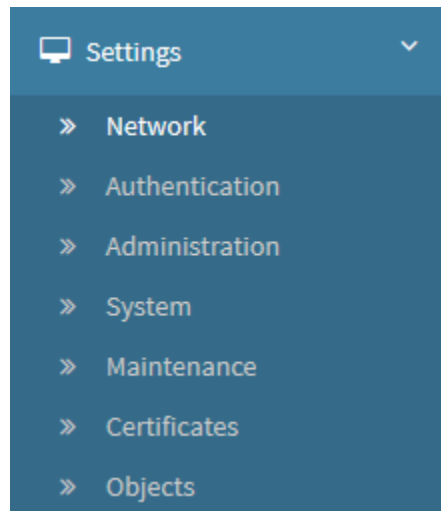 Settings
Network
Authentication
Administration
System
Maintenance
Certificates
Objects